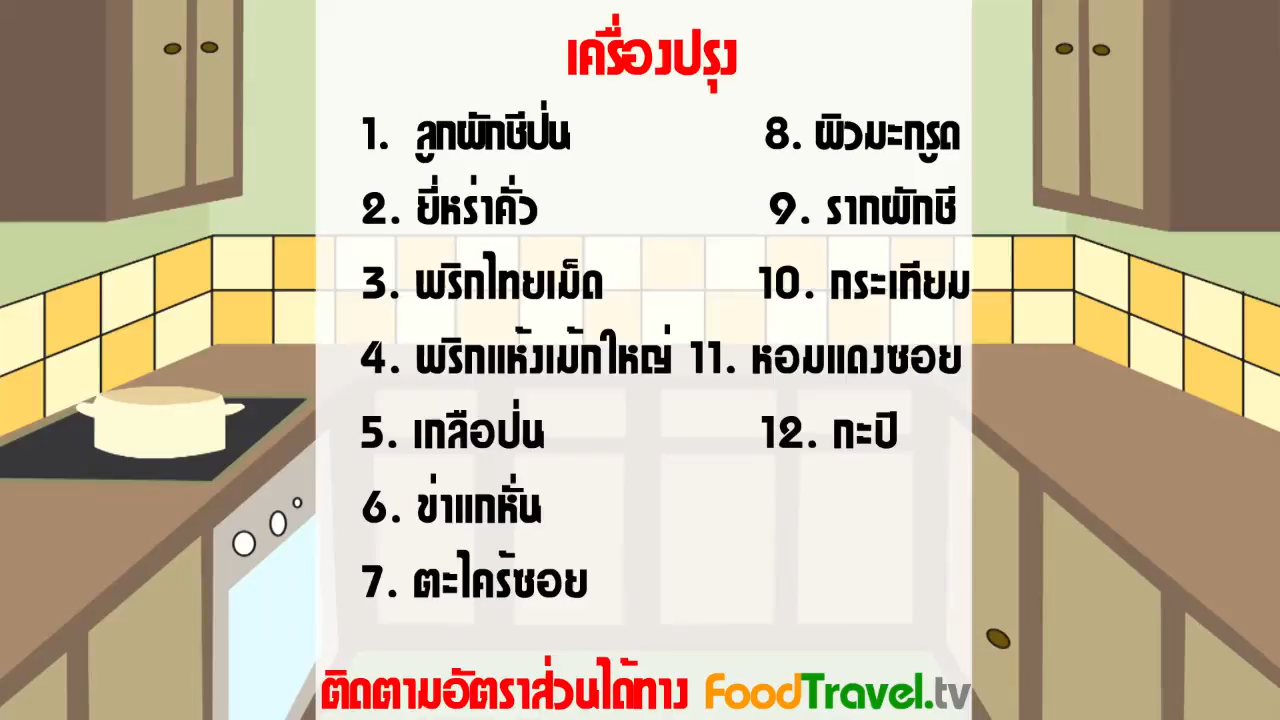 เครื่องปรุง
1. ลูกผักชีป่น
2. ยี่หร่าคั่ว
3. พริกไทยเม็ด
4. พริกแห้งเม็กใหญ่
5. เกลือป่น
6. ข่าแก่หั่น
7. ตะไคร้ซอย
8. ผิวมะกรูด
9. รากผักชี
10. กระเทียม
11. หอมแดงซอย
12. กะปิ
ติดตามอัตราส่วนได้ทาง FoodTravel.tv